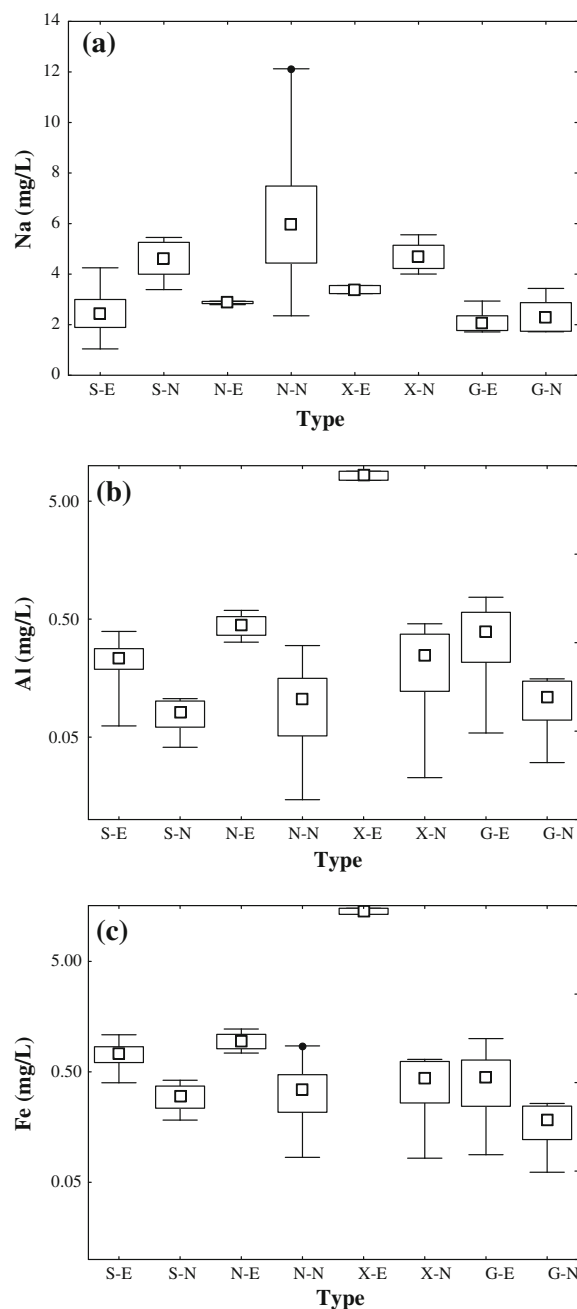 (a)
14
12
10
8
6
4
2
0
Na (mg/L)
S-E S-N N-E N-N X-E X-N G-E G-N
Type
(b)
5.00
0.50
0.05
Al (mg/L)
S-E S-N N-E N-N X-E X-N G-E G-N
Type
(c)
5.00
0.50
0.05
Fe (mg/L)
S-E S-N N-E N-N X-E X-N G-E G-N
Type